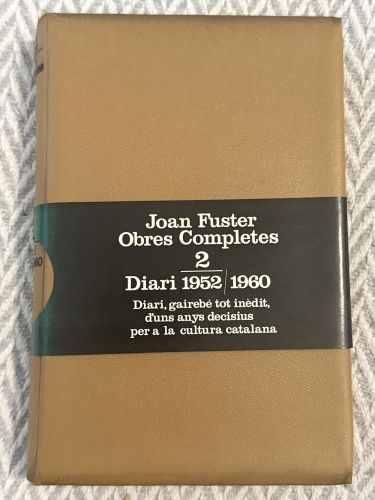 Joan Fuster
Obres Completes
2
Diari 1952/1960
Diari, gairebé tot inèdit,
d'uns anys decisius
per a la cultura catalana